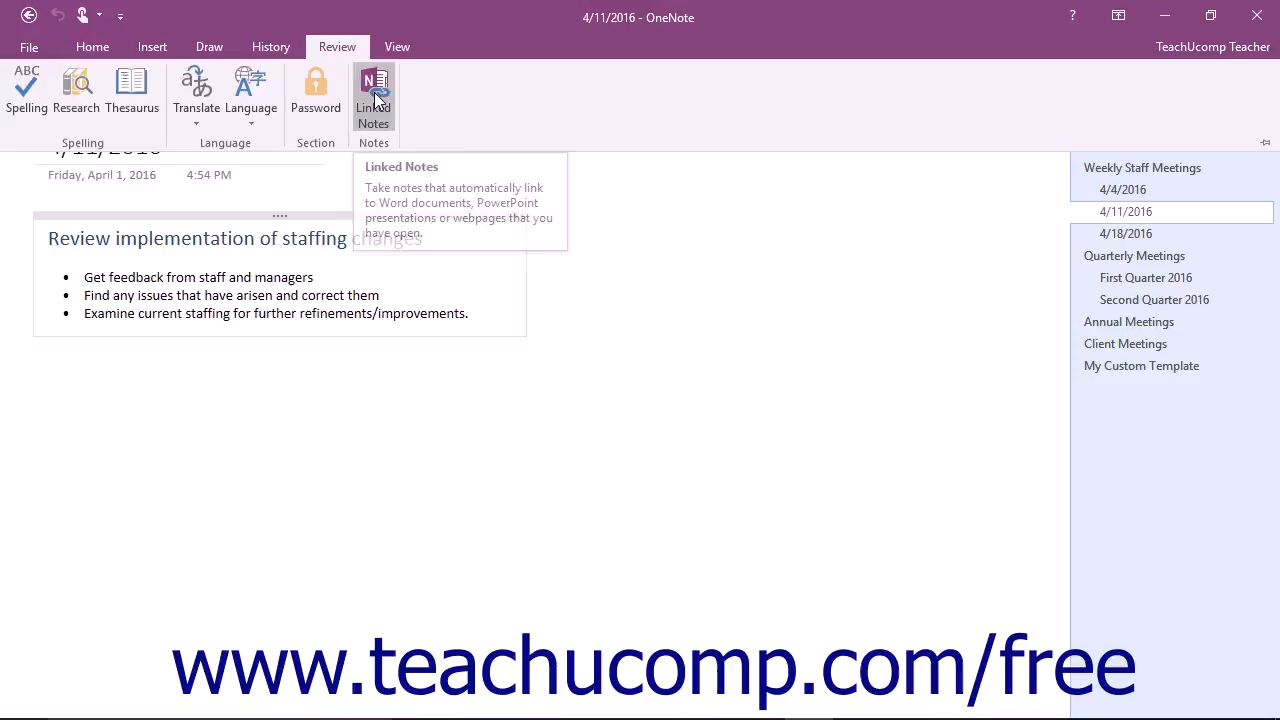 4/11/2016 - OneNote
?
File Home Insert Draw History Review View
TeachUcomp Teacher
ABC
Spelling Research Thesaurus Translate Language Password Linked Notes
Spelling Language Section Notes
4/11/2016
Friday, April 1, 2016 4:54 PM
Linked Notes
Take notes that automatically link
to Word documents, PowerPoint
presentations or webpages that you
have open.
Review implementation of staffing changes
• Get feedback from staff and managers
• Find any issues that have arisen and correct them
• Examine current staffing for further refinements/improvements.
Weekly Staff Meetings
4/4/2016
4/11/2016
4/18/2016
Quarterly Meetings
First Quarter 2016
Second Quarter 2016
Annual Meetings
Client Meetings
My Custom Template
www.teachucomp.com/free